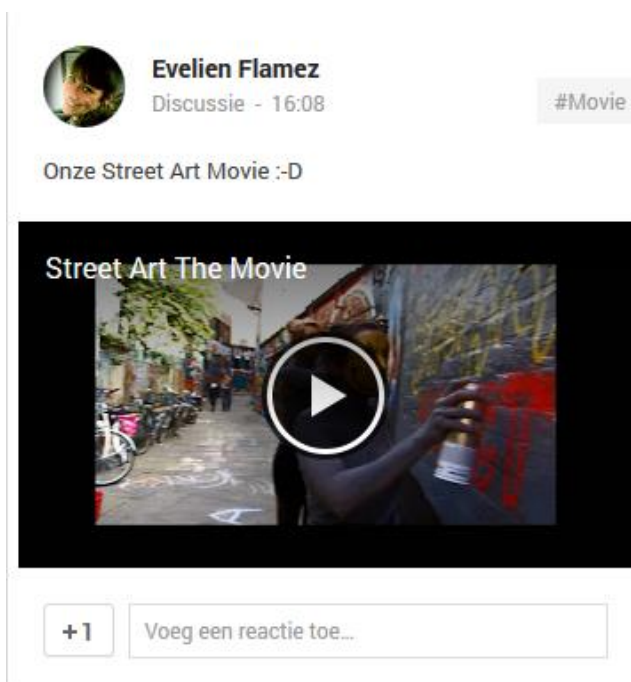 Evelien Flamez
Discussie - 16:08
#Movie
Onze Street Art Movie :-D
Street Art The Movie
+1
Voeg een reactie toe...